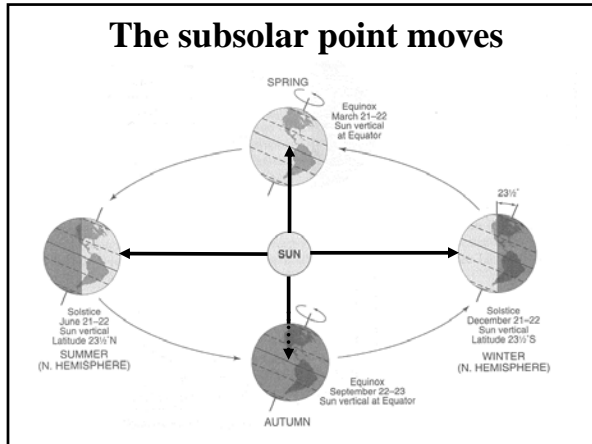 The subsolar point moves
SPRING
Equinox
March 21–22
Sun vertical
at Equator
23½°
SUN
Solstice
June 21–22
Sun vertical
Latitude 23½°N
SUMMER
(N. HEMISPHERE)
Solstice
December 21–22
Sun vertical
Latitude 23½°S
WINTER
(N. HEMISPHERE)
Equinox
September 22–23
Sun vertical at Equator
AUTUMN